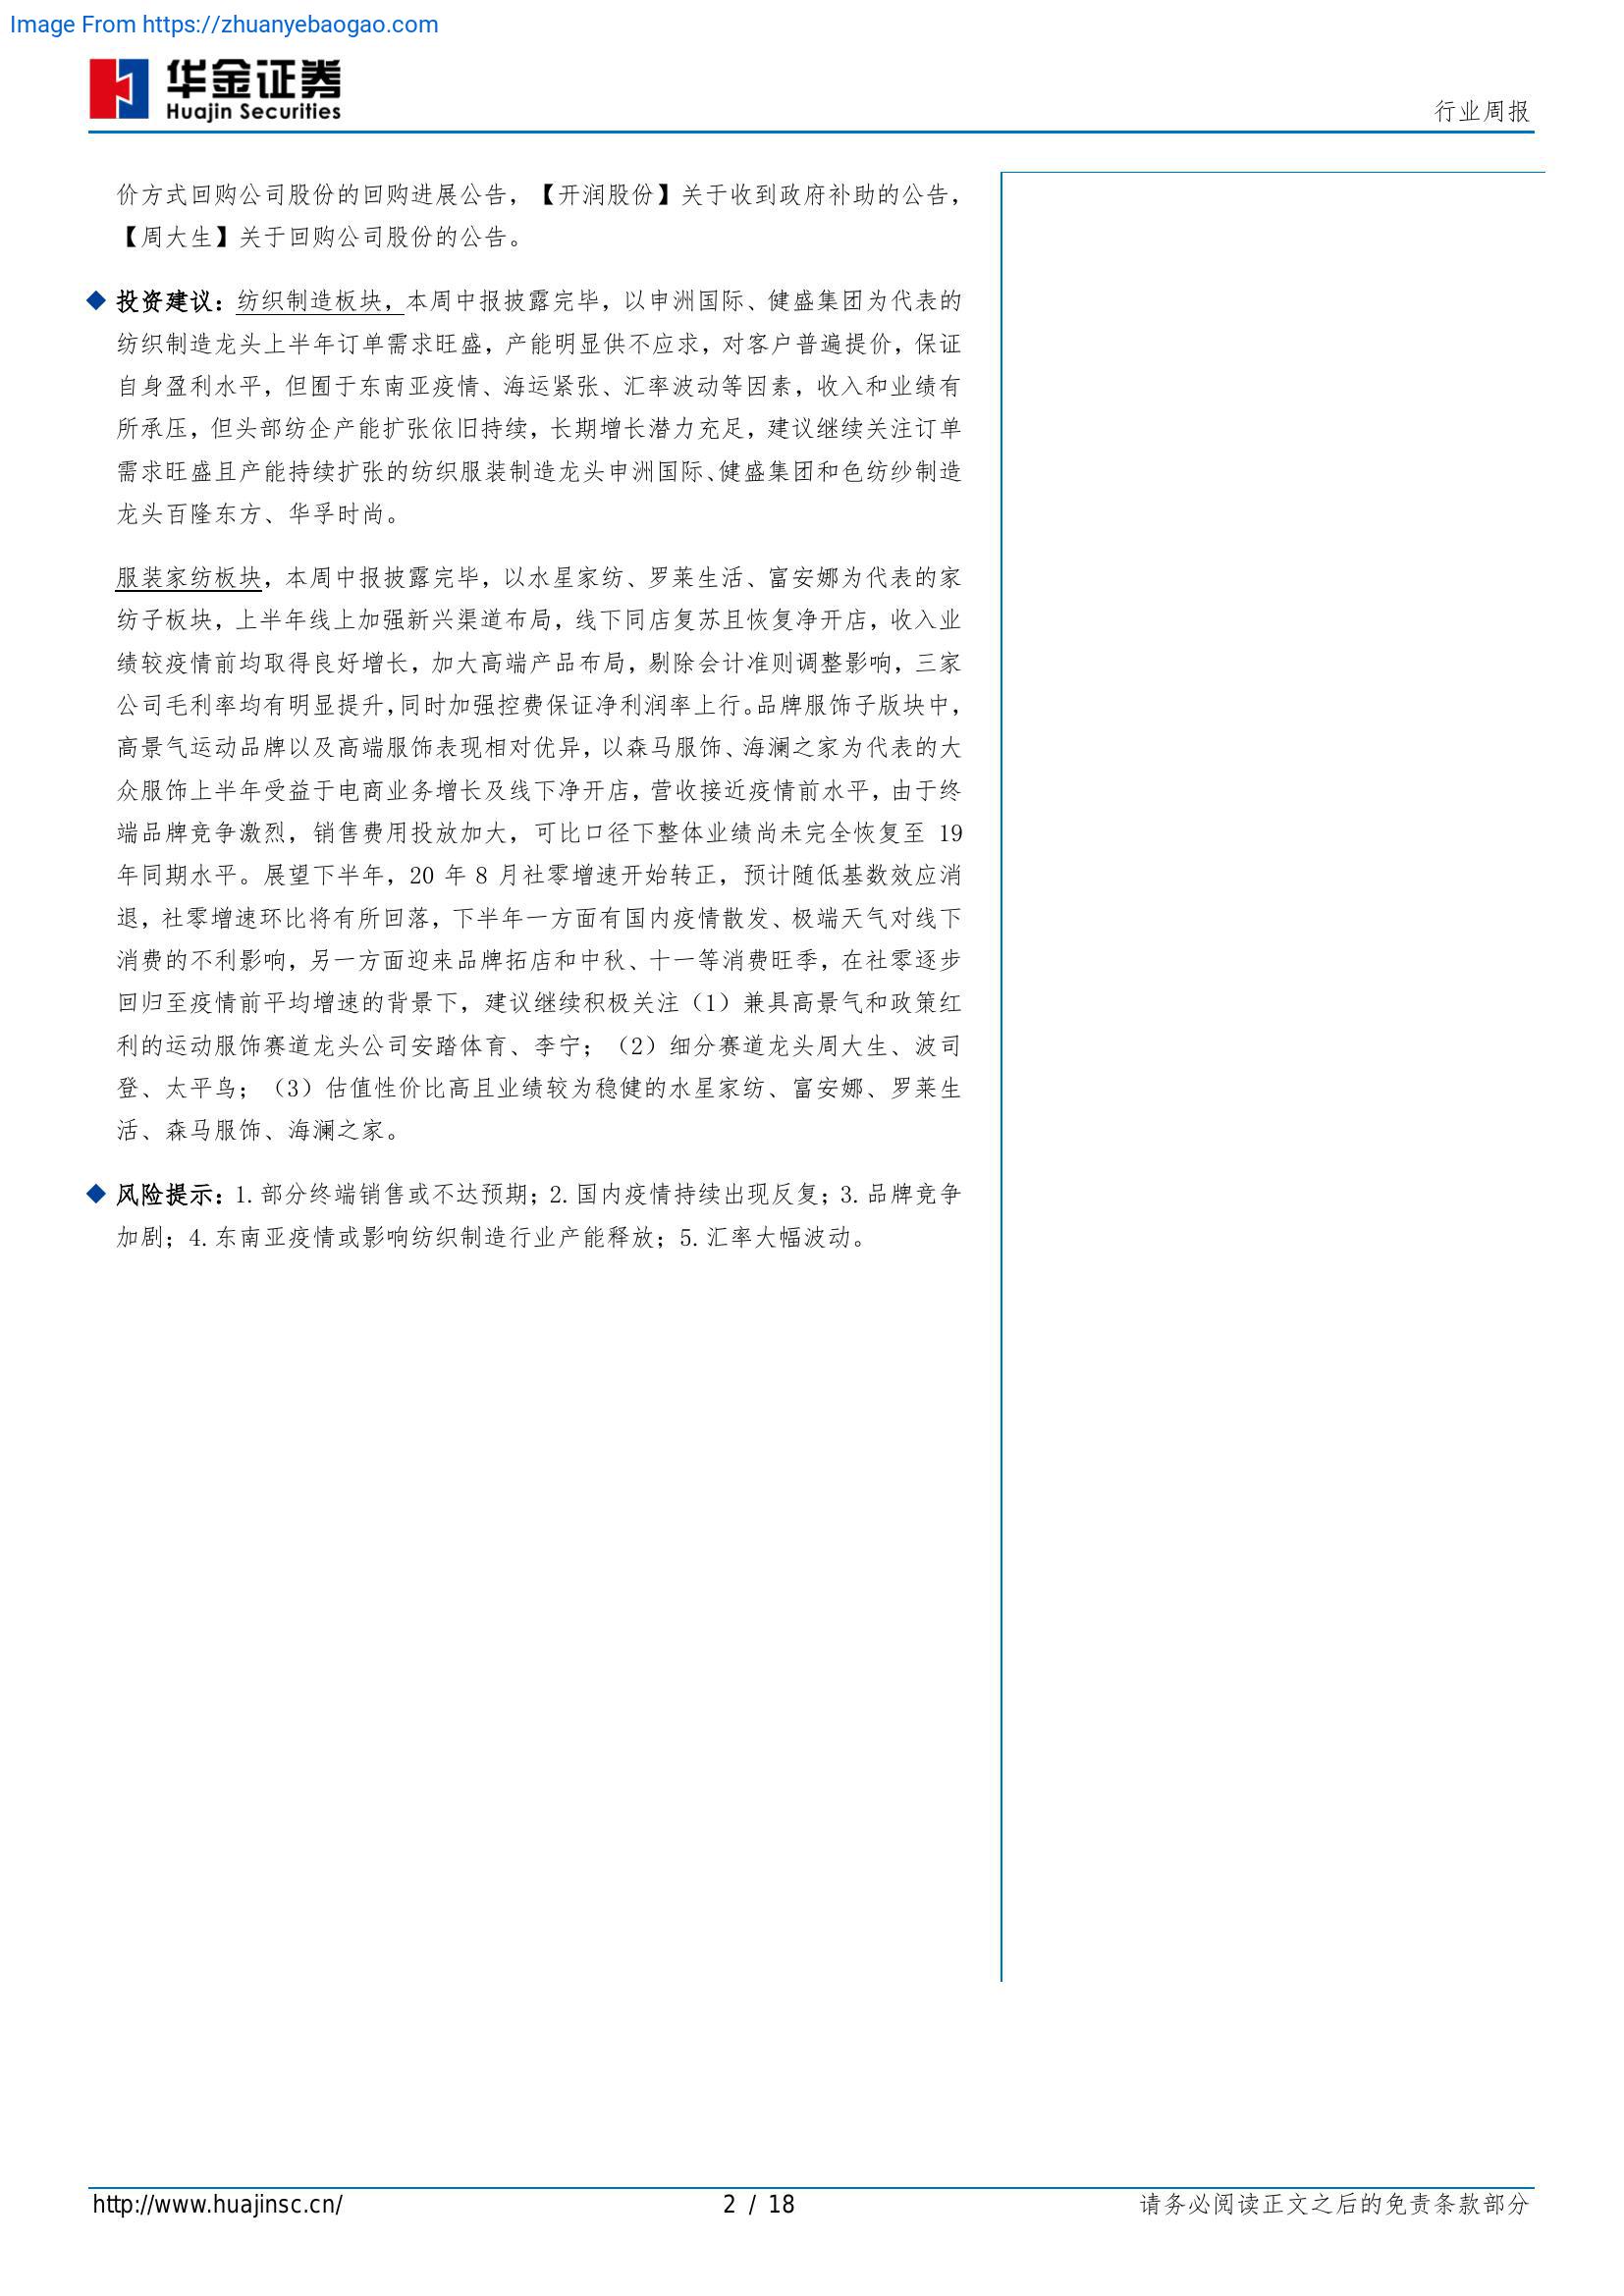 Image From https://zhuanyebaogao.com
华金证券
Huajin Securities
行业周报
价方式回购公司股份的回购进展公告，【开润股份】关于收到政府补助的公告，
【周大生】关于回购公司股份的公告。
投资建议：纺织制造板块，本周中报披露完毕，以申洲国际、健盛集团为代表的
纺织制造龙头上半年订单需求旺盛，产能明显供不应求，对客户普遍提价，保证
自身盈利水平，但囿于东南亚疫情、海运紧张、汇率波动等因素，收入和业绩有
所承压，但头部纺企产能扩张依旧持续，长期增长潜力充足，建议继续关注订单
需求旺盛且产能持续扩张的纺织服装制造龙头申洲国际、健盛集团和色纺纱制造
龙头百隆东方、华孚时尚。
服装家纺板块，本周中报披露完毕，以水星家纺、罗莱生活、富安娜为代表的家
纺子板块，上半年线上加强新兴渠道布局，线下同店复苏且恢复净开店，收入业
绩较疫情前均取得良好增长，加大高端产品布局，剔除会计准则调整影响，三家
公司毛利率均有明显提升，同时加强控费保证净利润率上行。品牌服饰子版块中，
高景气运动品牌以及高端服饰表现相对优异，以森马服饰、海澜之家为代表的大
众服饰上半年受益于电商业务增长及线下净开店，营收接近疫情前水平，由于终
端品牌竞争激烈，销售费用投放加大，可比口径下整体业绩尚未完全恢复至 19
年同期水平。展望下半年，20 年 8 月社零增速开始转正，预计随低基数效应消
退，社零增速环比将有所回落，下半年一方面有国内疫情散发、极端天气对线下
消费的不利影响，另一方面迎来品牌拓店和中秋、十一等消费旺季，在社零逐步
回归至疫情前平均增速的背景下，建议继续积极关注（1）兼具高景气和政策红
利的运动服饰赛道龙头公司安踏体育、李宁；（2）细分赛道龙头周大生、波司
登、太平鸟；（3）估值性价比高且业绩较为稳健的水星家纺、富安娜、罗莱生
活、森马服饰、海澜之家。
风险提示：1.部分终端销售或不达预期；2.国内疫情持续出现反复；3.品牌竞争
加剧；4.东南亚疫情或影响纺织制造行业产能释放；5.汇率大幅波动。
http://www.huajinsc.cn/
2 / 18
请务必阅读正文之后的免责条款部分